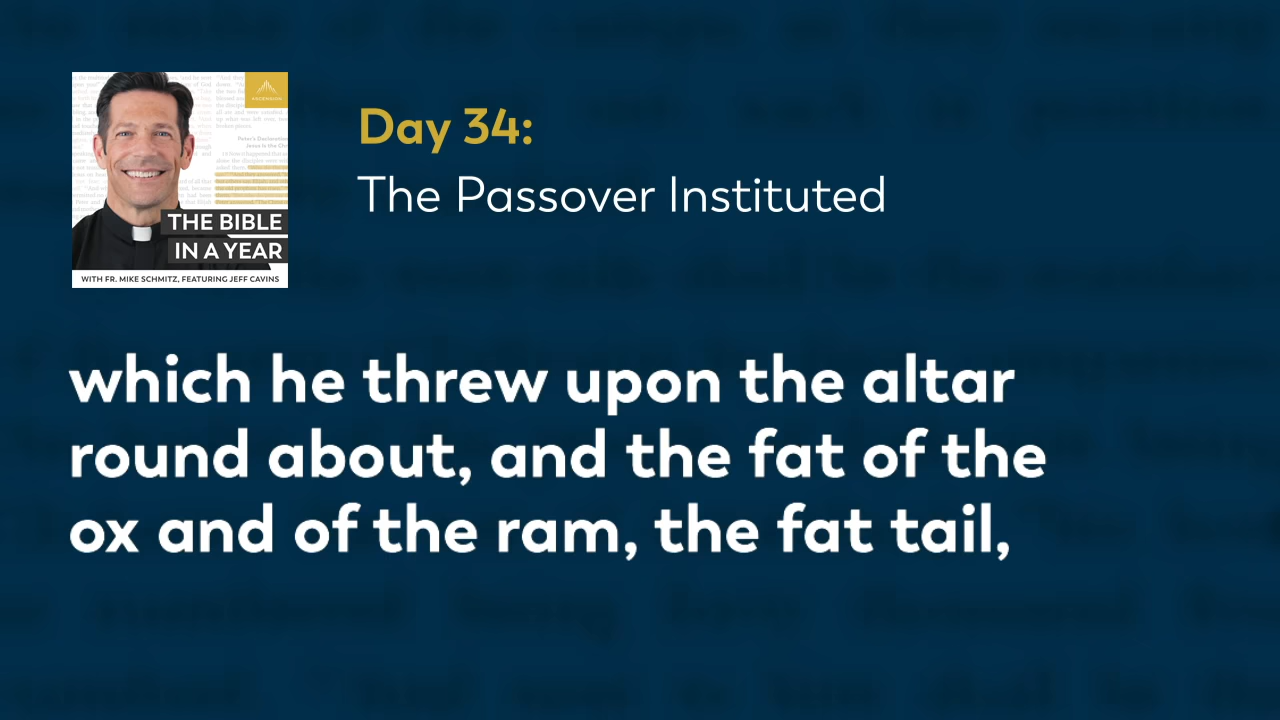 THE BIBLE
IN A YEAR
WITH FR. MIKE SCHMITZ, FEATURING JEFF CAVINS
Day 34:
The Passover Instituted
which he threw upon the altar
round about, and the fat of the
ox and of the ram, the fat tail,